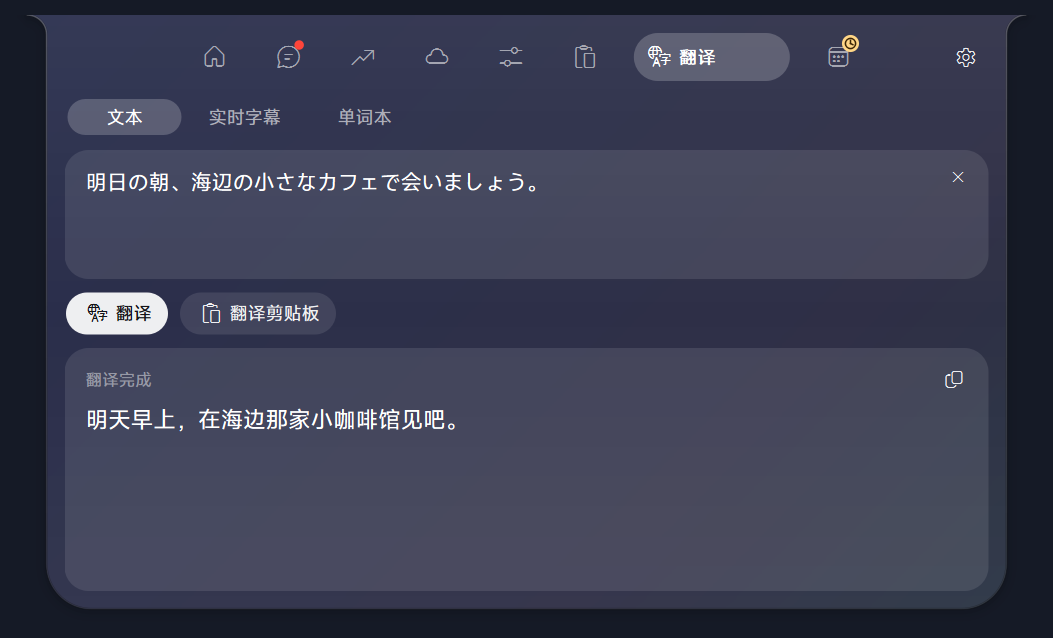 翻译
文本
实时字幕
单词本
明日の朝、海辺の小さなカフェで会いましょう。
翻译
翻译剪贴板
翻译完成
明天早上，在海边那家小咖啡馆见吧。